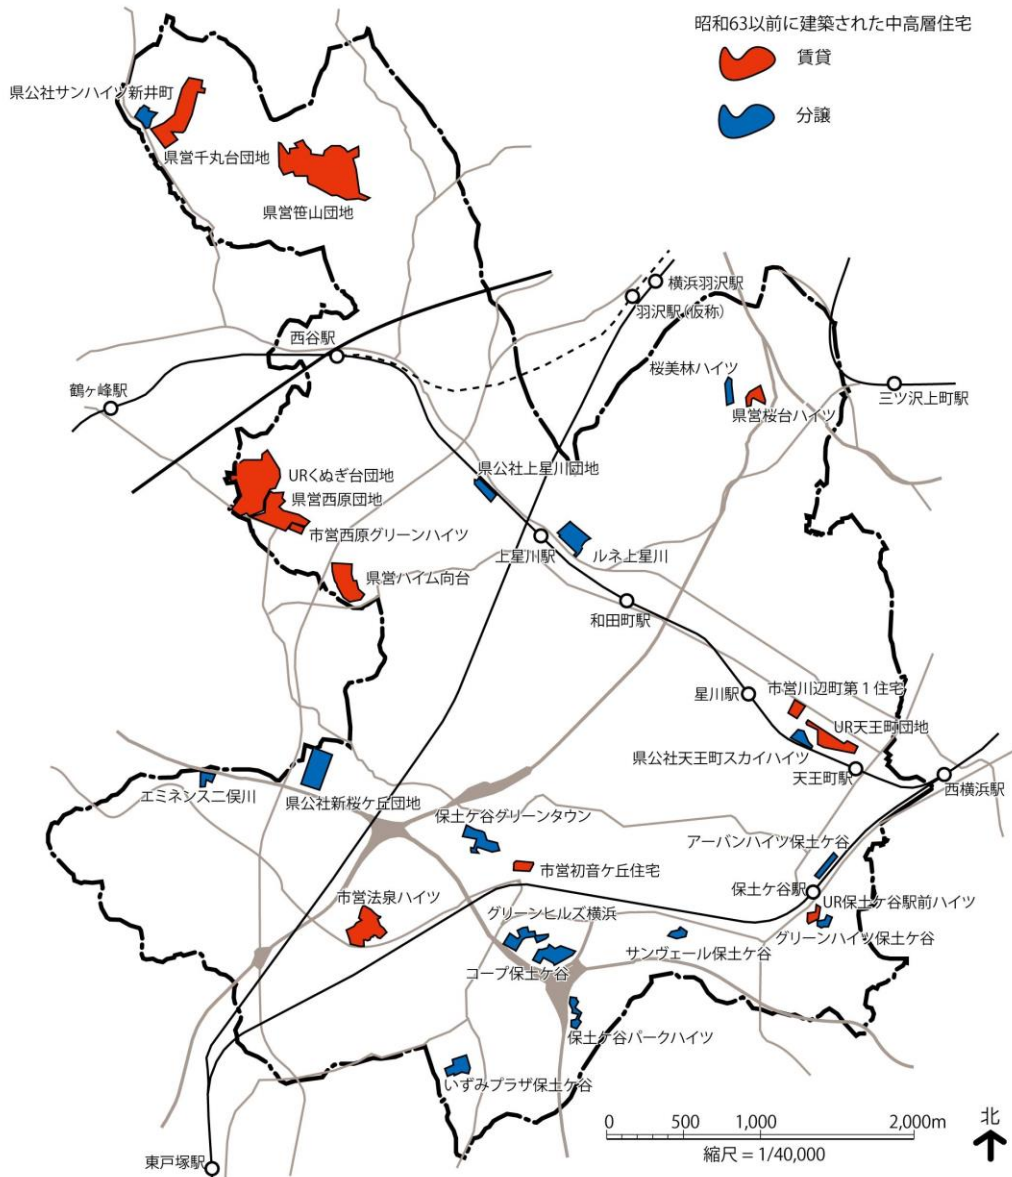 昭和63以前に建築された中高層住宅
賃貸
分譲
県公社サンハイツ新井町
県営千丸台団地
県営笹山団地
横浜羽沢駅
羽沢駅(仮称)
西谷駅
鶴ヶ峰駅
桜美林ハイツ
県営桜台ハイツ
三ツ沢上町駅
URくぬぎ台団地
県営西原団地
市営西原グリーンハイツ
県公社上星川団地
上星川駅
ルネ上星川
県営ハイム向台
和田町駅
星川駅
市営川辺町第1住宅
UR天王町団地
県公社天王町スカイハイツ
天王町駅
西横浜駅
エミネンス二俣川
県公社新桜ケ丘団地
保土ケ谷グリーンタウン
アーバンハイツ保土ケ谷
市営初音ケ丘住宅
保土ケ谷駅
市営法泉ハイツ
UR保土ケ谷駅前ハイツ
グリーンヒルズ横浜
グリーンハイツ保土ケ谷
サンヴェール保土ケ谷
コープ保土ケ谷
保土ケ谷パークハイツ
いずみプラザ保土ケ谷
東戸塚駅
0 500 1,000 2,000m
縮尺＝1/40,000
北